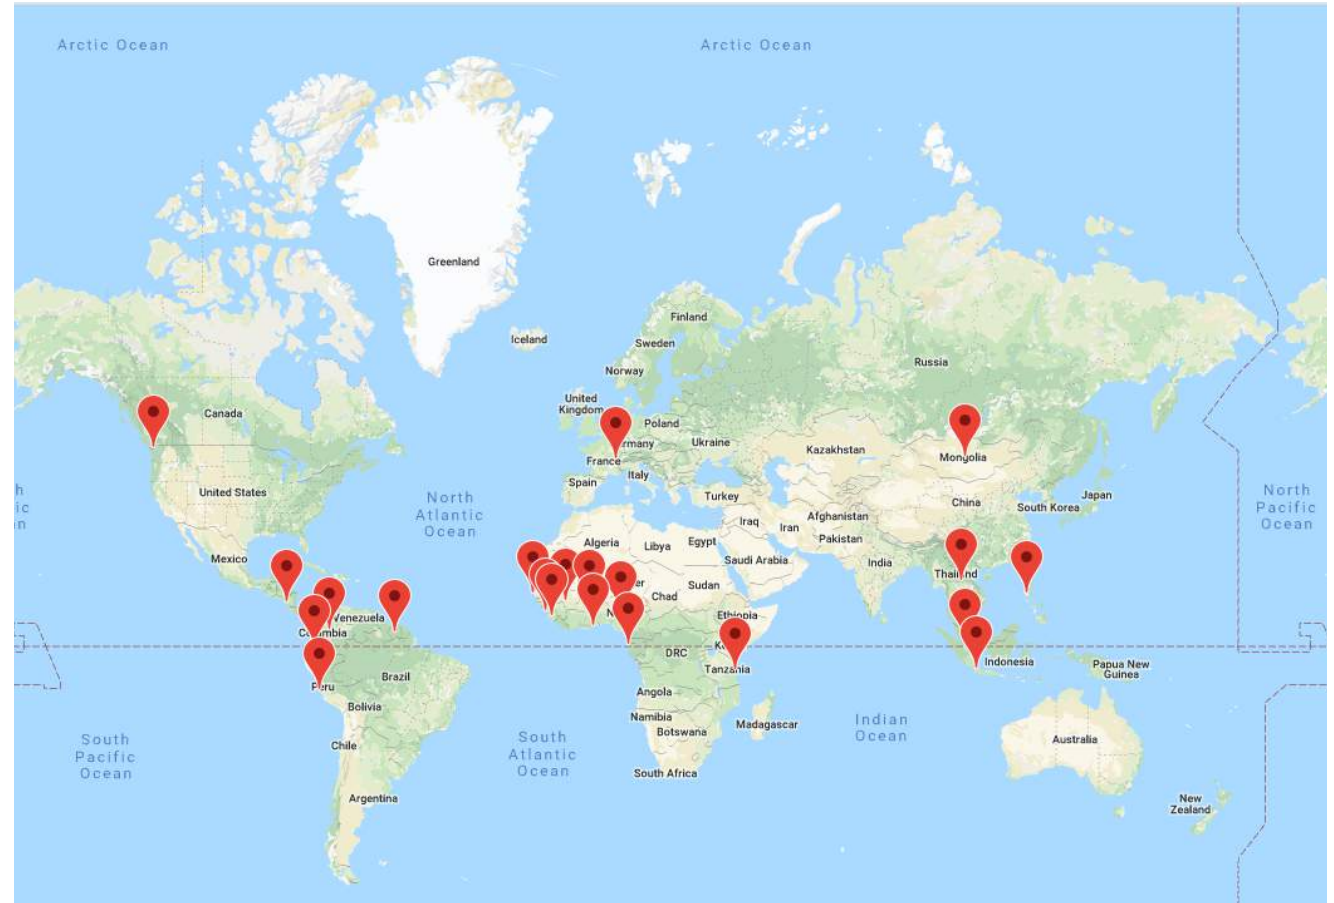 Arctic Ocean
Arctic Ocean
Greenland
Iceland
Finland
Sweden
Norway
Russia
United
Kingdom
Canada
Poland
Ukraine
France
Kazakhstan
Mongolia
Italy
Spain
Turkey
United States
North
Atlantic
Ocean
China
Japan
South Korea
North
Pacific
Ocean
Afghanistan
Iraq
Iran
Pakistan
Algeria
Libya
Egypt
Saudi Arabia
India
Mexico
Chad
Sudan
Ethiopia
DRC
Tanzania
Indonesia
Papua New
Guinea
Brazil
Peru
Bolivia
Angola
Namibia
Botswana
Madagascar
Indian
Ocean
South
Pacific
Ocean
South
Atlantic
Ocean
Chile
Australia
South Africa
Argentina
New
Zealand